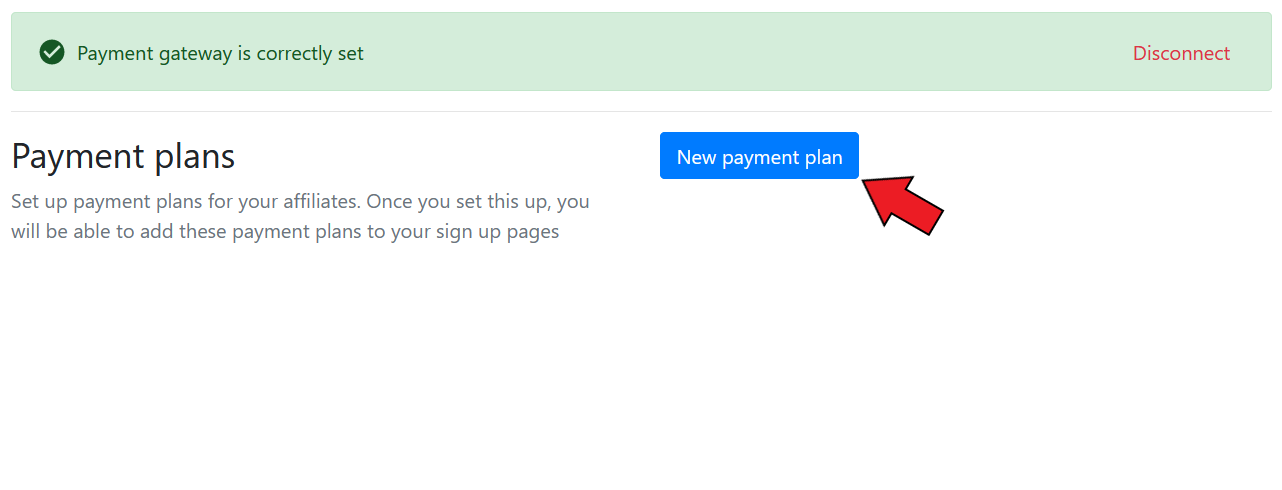 Payment gateway is correctly set
Disconnect
Payment plans
New payment plan
Set up payment plans for your affiliates. Once you set this up, you
will be able to add these payment plans to your sign up pages